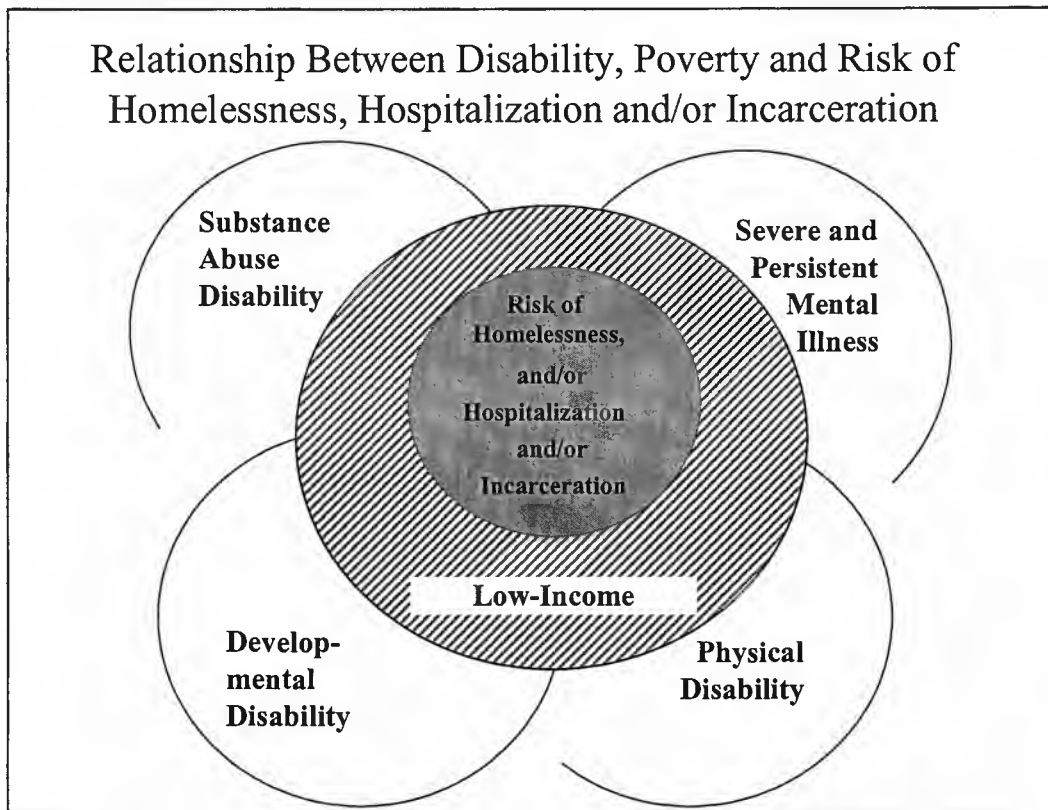 Relationship Between Disability, Poverty and Risk of
Homelessness, Hospitalization and/or Incarceration
Substance
Abuse
Disability
Severe and
Persistent
Mental
Illness
Risk of
Homelessness,
and/or
Hospitalization
and/or
Incarceration
Low-Income
Develop-
mental
Disability
Physical
Disability